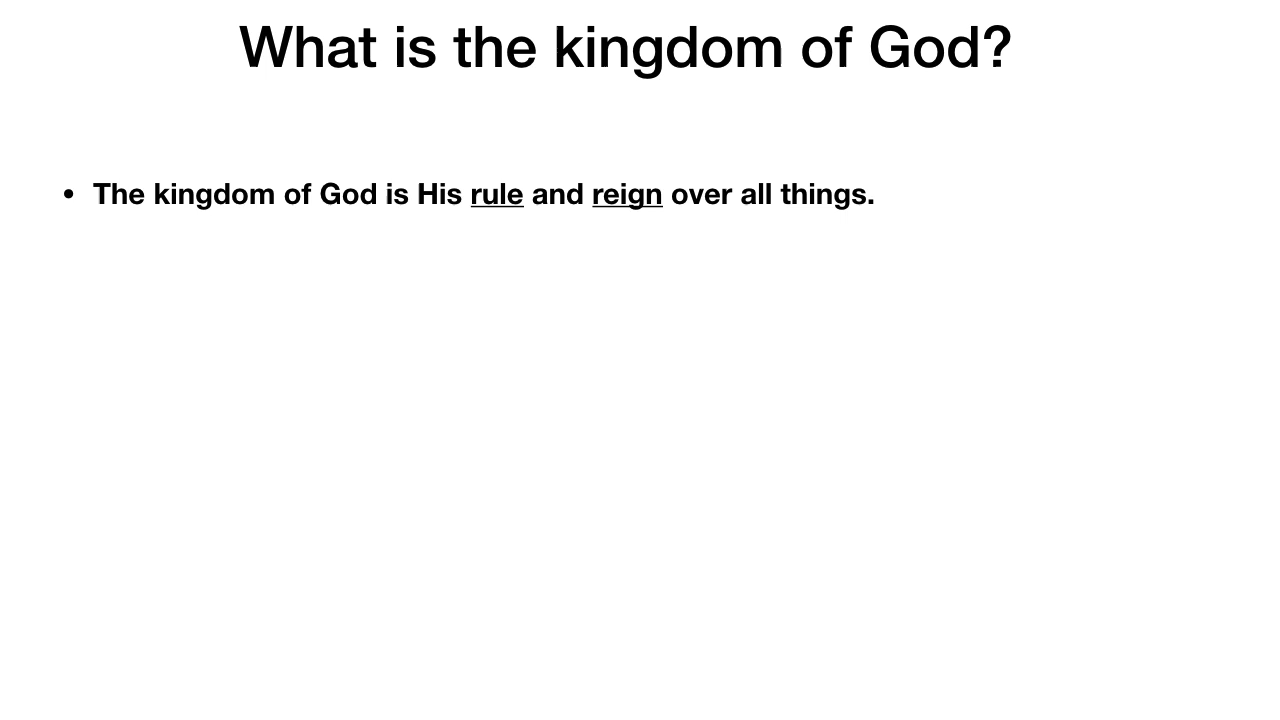 What is the kingdom of God?
• The kingdom of God is His rule and reign over all things.